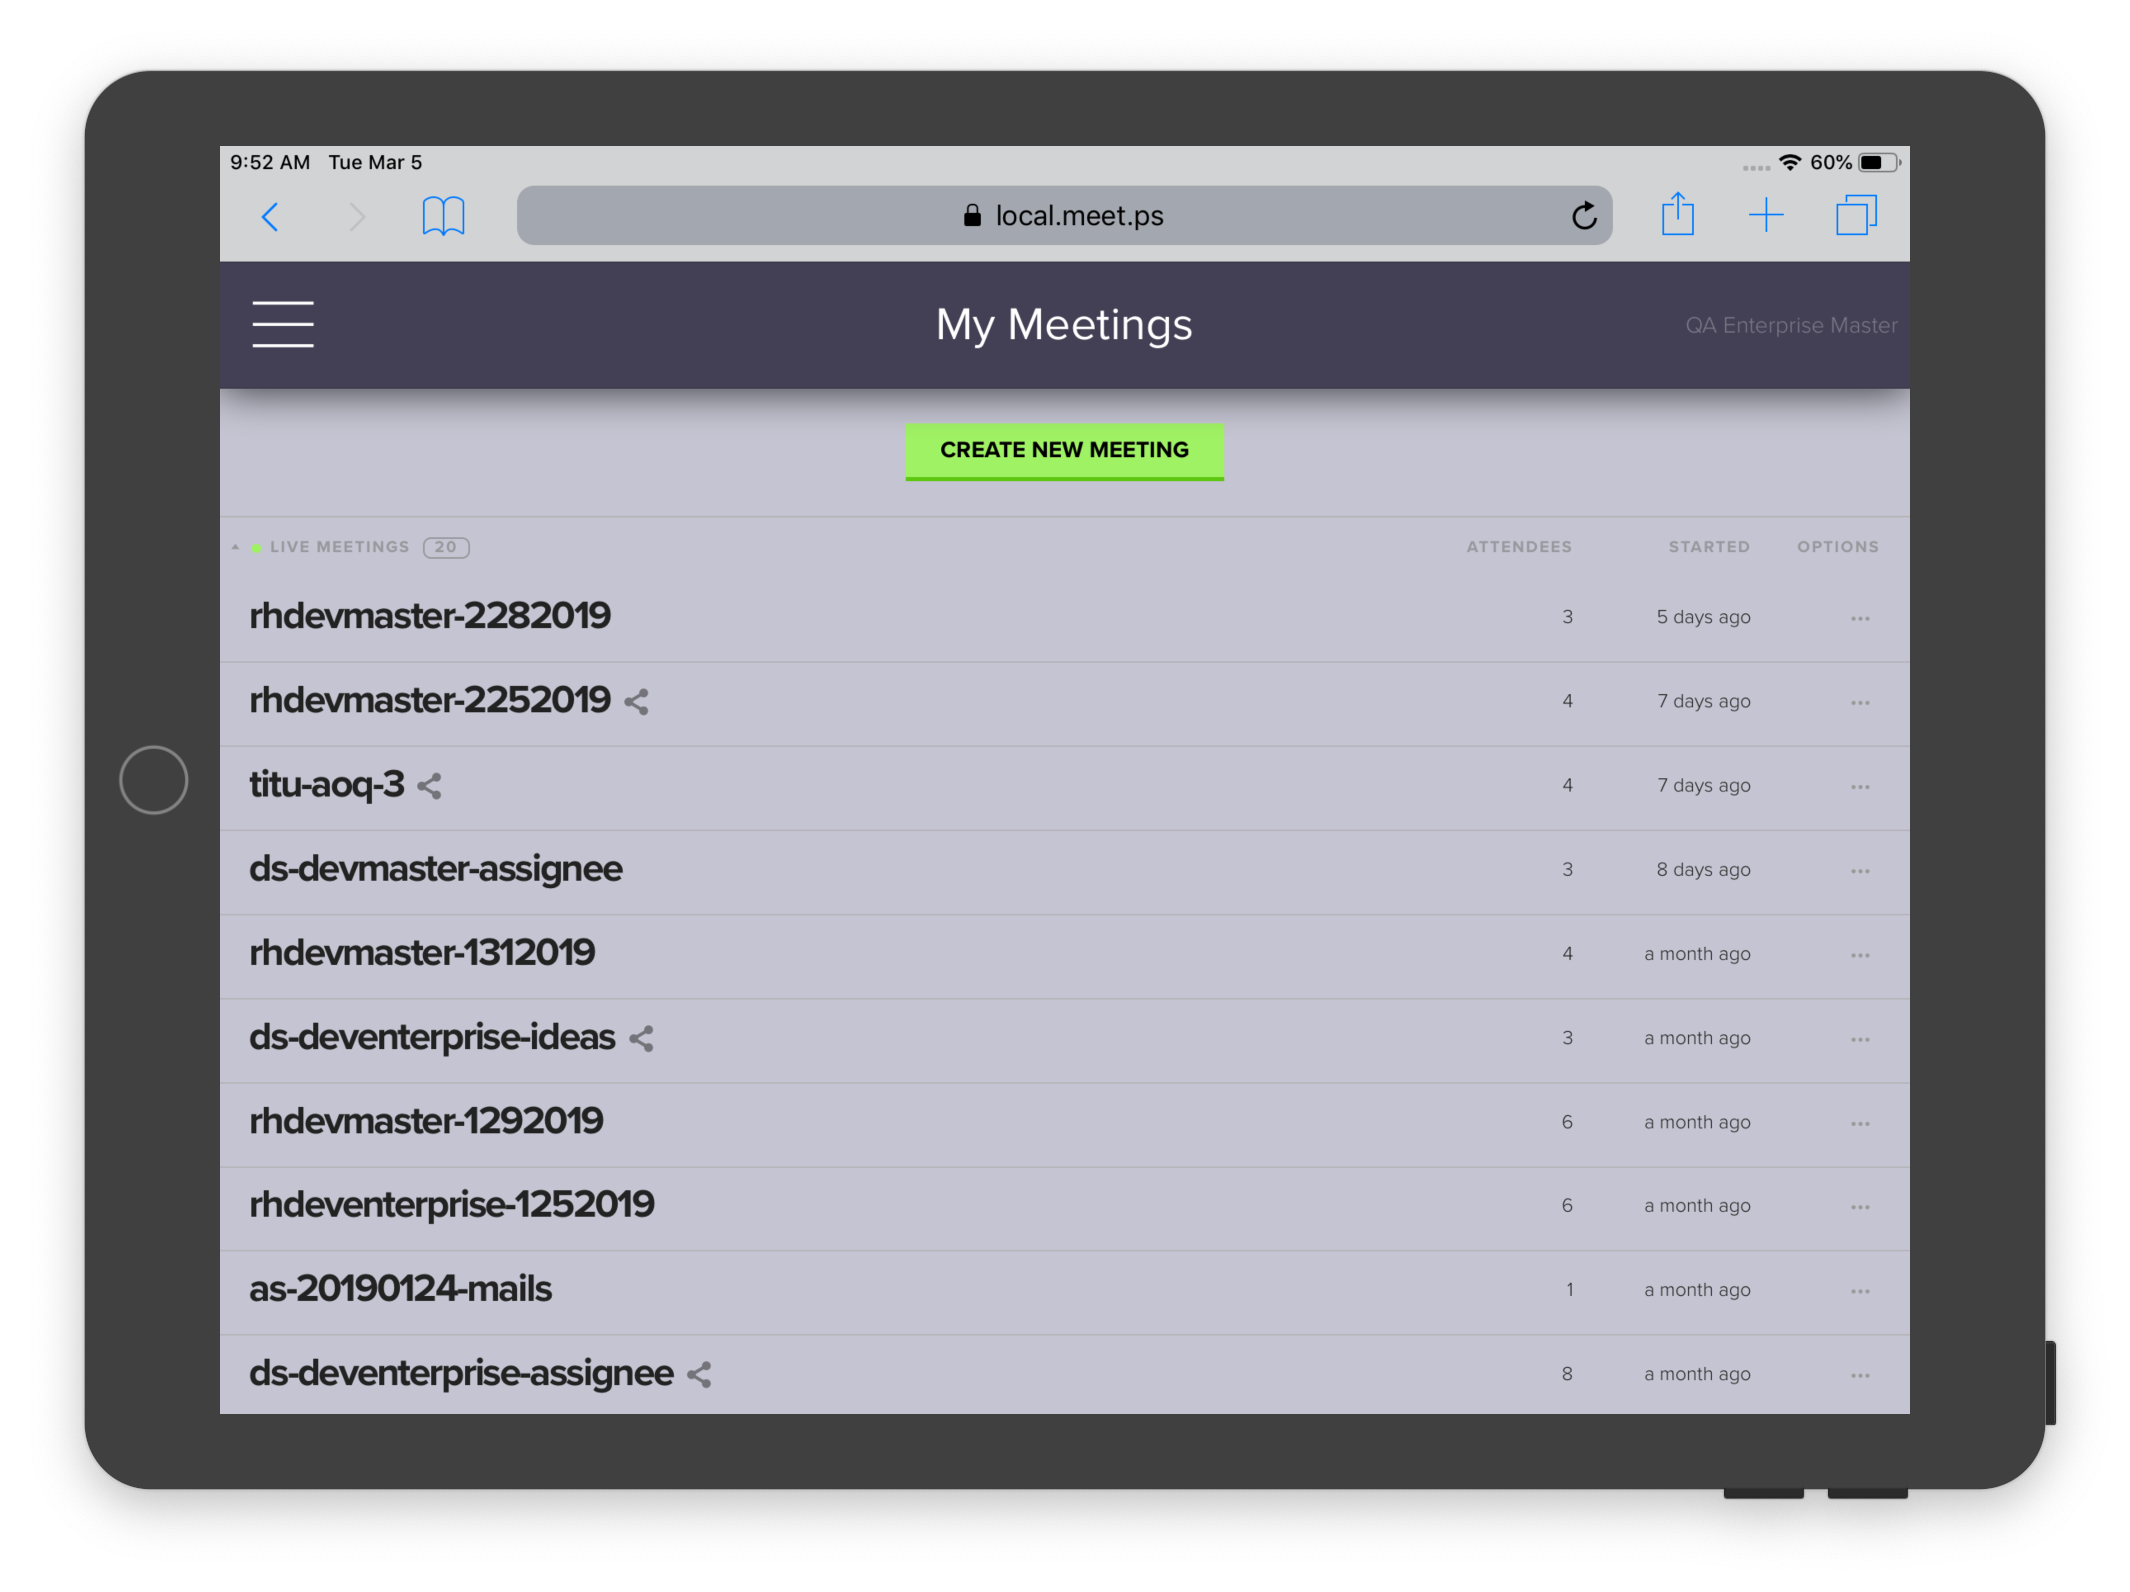 9:52 AM Tue Mar 5 60%
local.meet.ps
My Meetings QA Enterprise Master
CREATE NEW MEETING
LIVE MEETINGS 20 ATTENDEES STARTED OPTIONS
rhdevmaster-2282019 3 5 days ago
rhdevmaster-2252019 4 7 days ago
titu-aoq-3 4 7 days ago
ds-devmaster-assignee 3 8 days ago
rhdevmaster-1312019 4 a month ago
ds-deventerprise-ideas 3 a month ago
rhdevmaster-1292019 6 a month ago
rhdeventerprise-1252019 6 a month ago
as-20190124-mails 1 a month ago
ds-deventerprise-assignee 8 a month ago